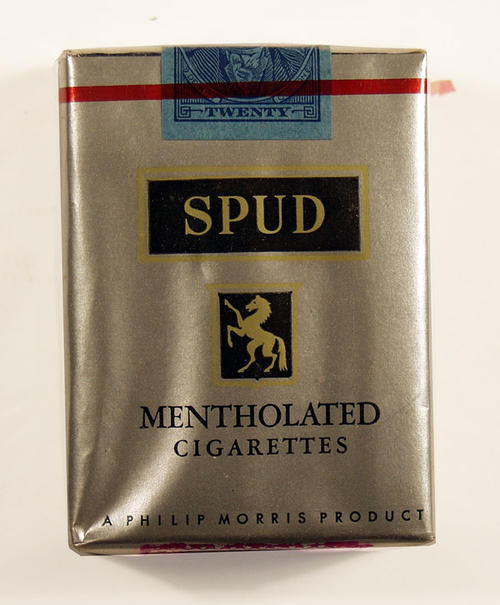 TWENTY
SPUD
MENTHOLATED
CIGARETTES
A PHILIP MORRIS PRODUCT